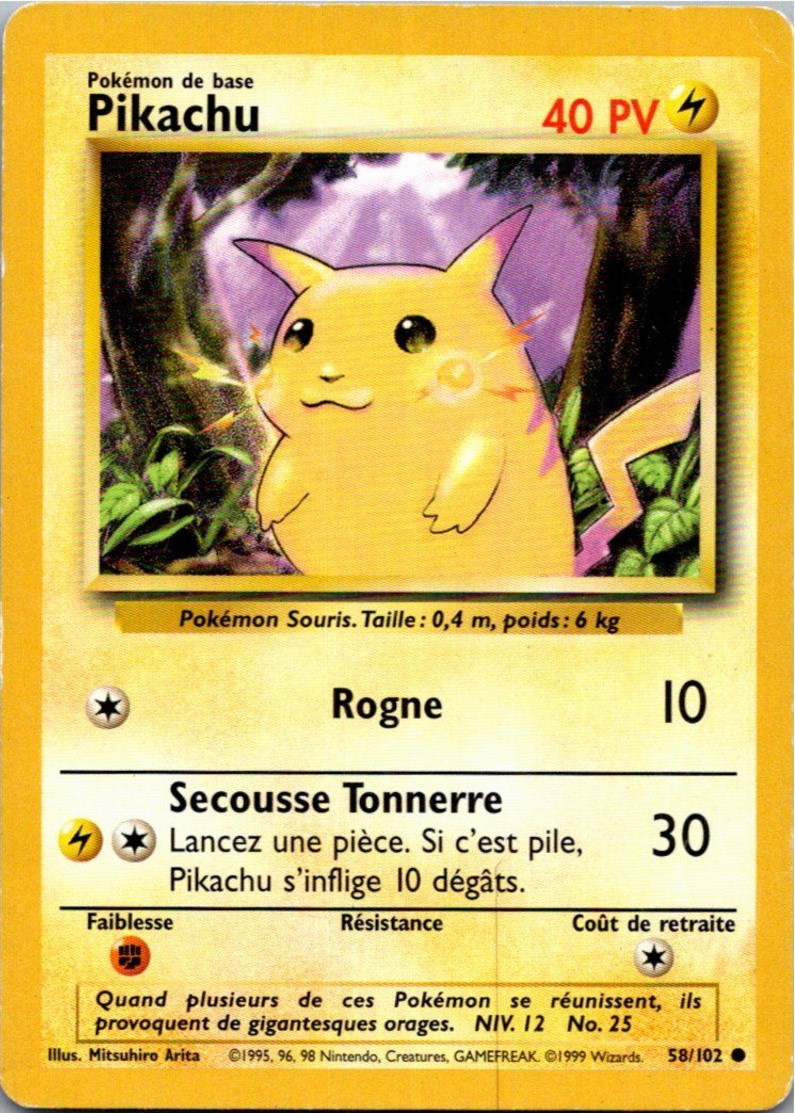 Pokémon de base
Pikachu
40 PV
Pokémon Souris. Taille : 0,4 m, poids : 6 kg
Rogne 10
Secousse Tonnerre
Lancez une pièce. Si c'est pile,
Pikachu s'inflige 10 dégâts.
30
Faiblesse Résistance Coût de retraite
Quand plusieurs de ces Pokémon se réunissent, ils
provoquent de gigantesques orages. NIV. 12 No. 25
Illus. Mitsuhiro Arita ©1995, 96, 98 Nintendo, Creatures, GAMEFREAK. ©1999 Wizards. 58/102